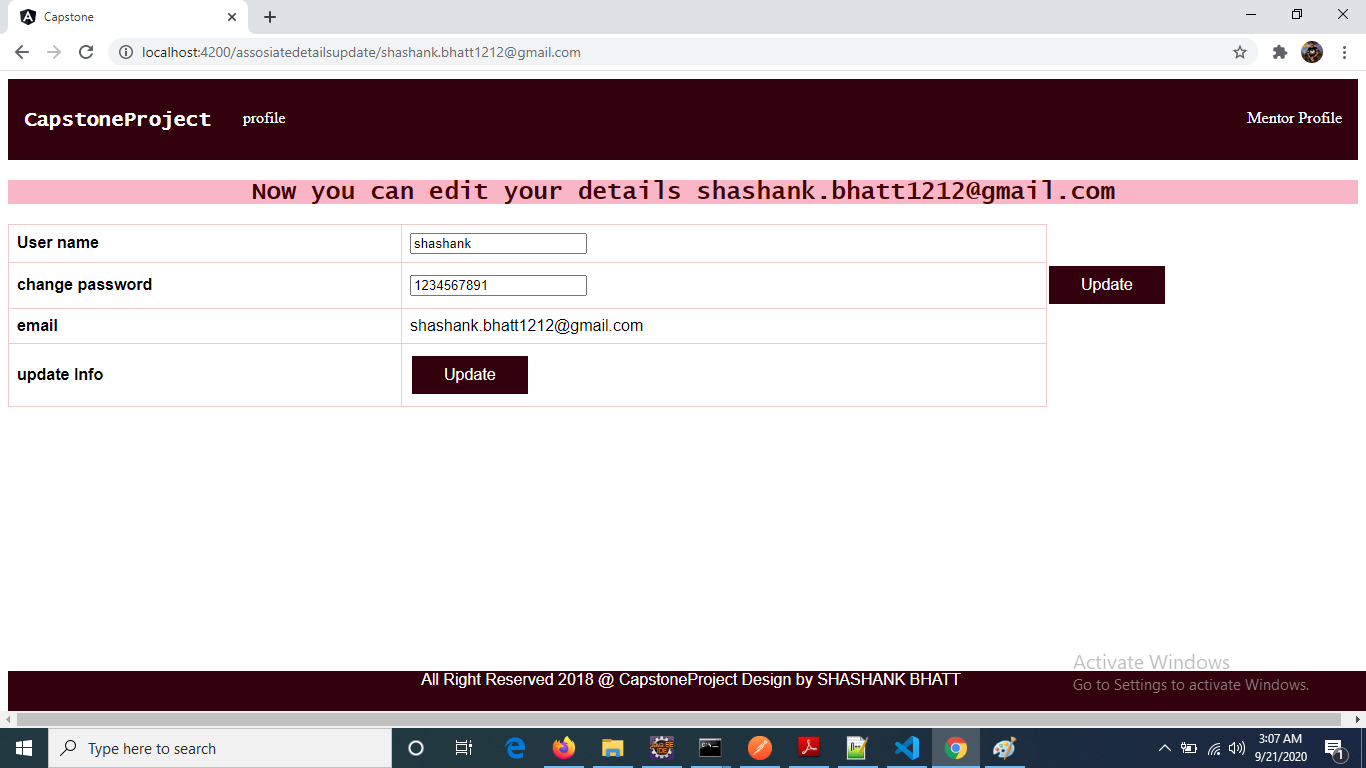 Capstone
localhost:4200/assosiatedetailsupdate/shashank.bhatt1212@gmail.com
CapstoneProject profile Mentor Profile
Now you can edit your details shashank.bhatt1212@gmail.com
User name shashank
change password 1234567891 Update
email shashank.bhatt1212@gmail.com
update Info Update
Activate Windows
All Right Reserved 2018 @ CapstoneProject Design by SHASHANK BHATT
Go to Settings to activate Windows.
Type here to search
3:07 AM
9/21/2020
1